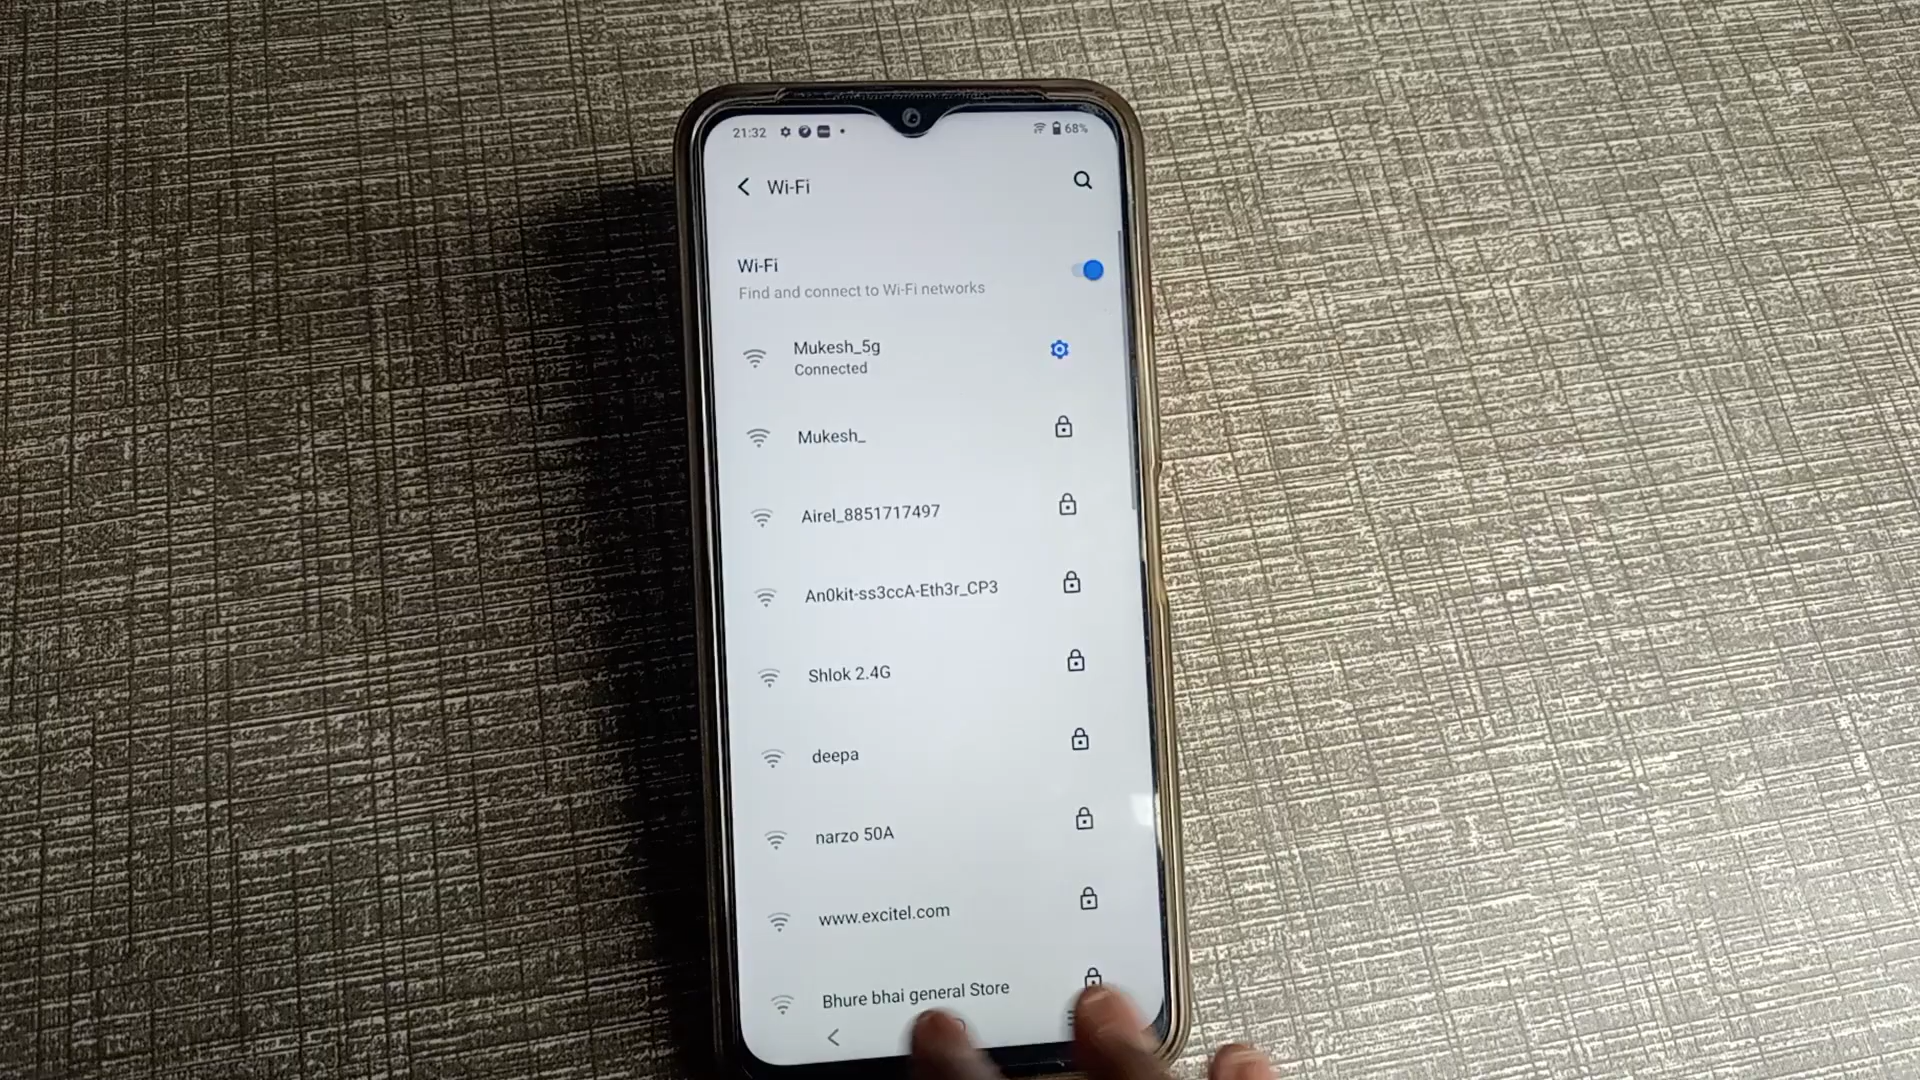 21:32
68%
Wi-Fi
Wi-Fi
Find and connect to Wi-Fi networks
Mukesh_5g
Connected
Mukesh_
Airel_8851717497
An0kit-ss3ccA-Eth3r_CP3
Shlok 2.4G
deepa
narzo 50A
www.excitel.com
Bhure bhai general Store